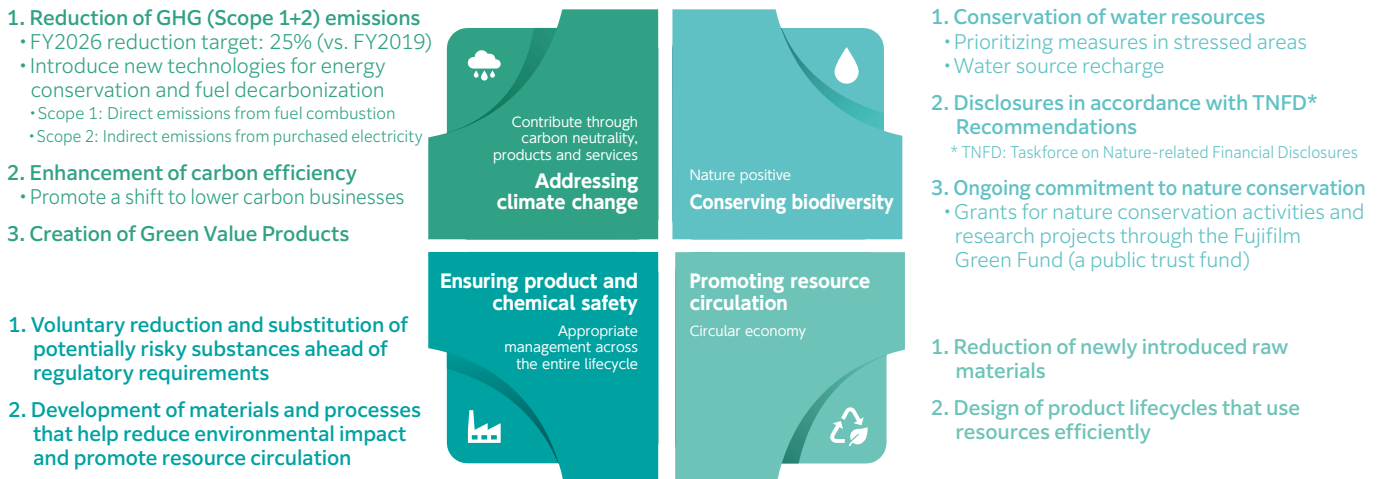 1. Reduction of GHG (Scope 1+2) emissions
• FY2026 reduction target: 25% (vs. FY2019)
• Introduce new technologies for energy
conservation and fuel decarbonization
• Scope 1: Direct emissions from fuel combustion
• Scope 2: Indirect emissions from purchased electricity
2. Enhancement of carbon efficiency
• Promote a shift to lower carbon businesses
3. Creation of Green Value Products
Contribute through
carbon neutrality,
products and services
Addressing
climate change
Nature positive
Conserving biodiversity
1. Conservation of water resources
• Prioritizing measures in stressed areas
• Water source recharge
2. Disclosures in accordance with TNFD*
Recommendations
* TNFD: Taskforce on Nature-related Financial Disclosures
3. Ongoing commitment to nature conservation
• Grants for nature conservation activities and
research projects through the Fujifilm
Green Fund (a public trust fund)
1. Voluntary reduction and substitution of
potentially risky substances ahead of
regulatory requirements
2. Development of materials and processes
that help reduce environmental impact
and promote resource circulation
Ensuring product and
chemical safety
Appropriate
management across
the entire lifecycle
Promoting resource
circulation
Circular economy
1. Reduction of newly introduced raw
materials
2. Design of product lifecycles that use
resources efficiently